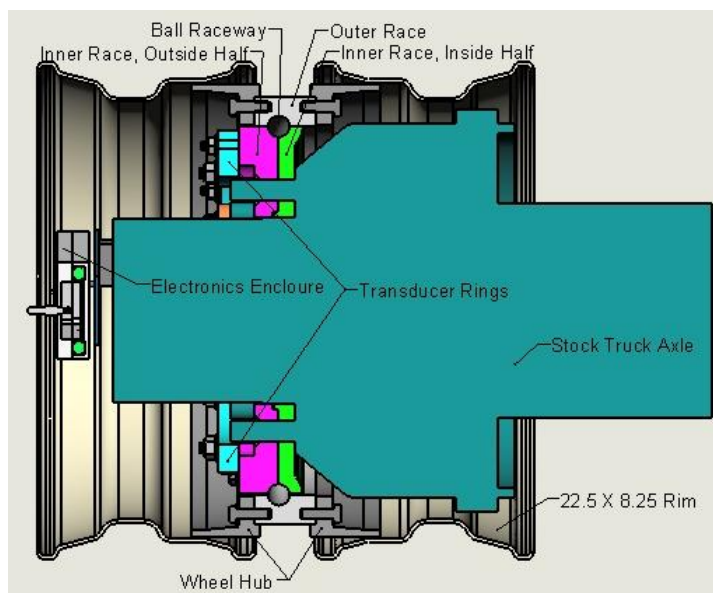 Ball Raceway
Outer Race
Inner Race, Outside Half
Inner Race, Inside Half
Electronics Encloure
Transducer Rings
Stock Truck Axle
22.5 X 8.25 Rim
Wheel Hub